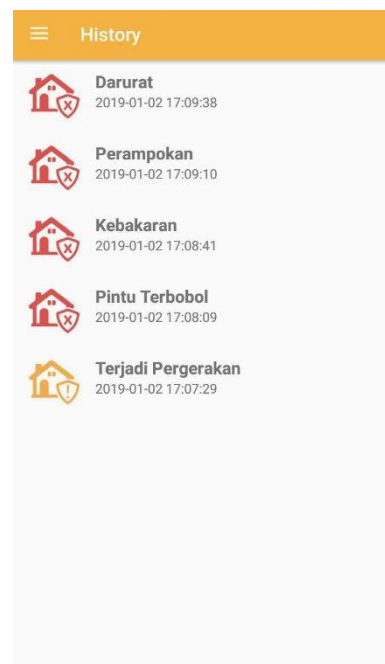 History
Darurat
2019-01-02 17:09:38
Perampokan
2019-01-02 17:09:10
Kebakaran
2019-01-02 17:08:41
Pintu Terbobol
2019-01-02 17:08:09
Terjadi Pergerakan
2019-01-02 17:07:29